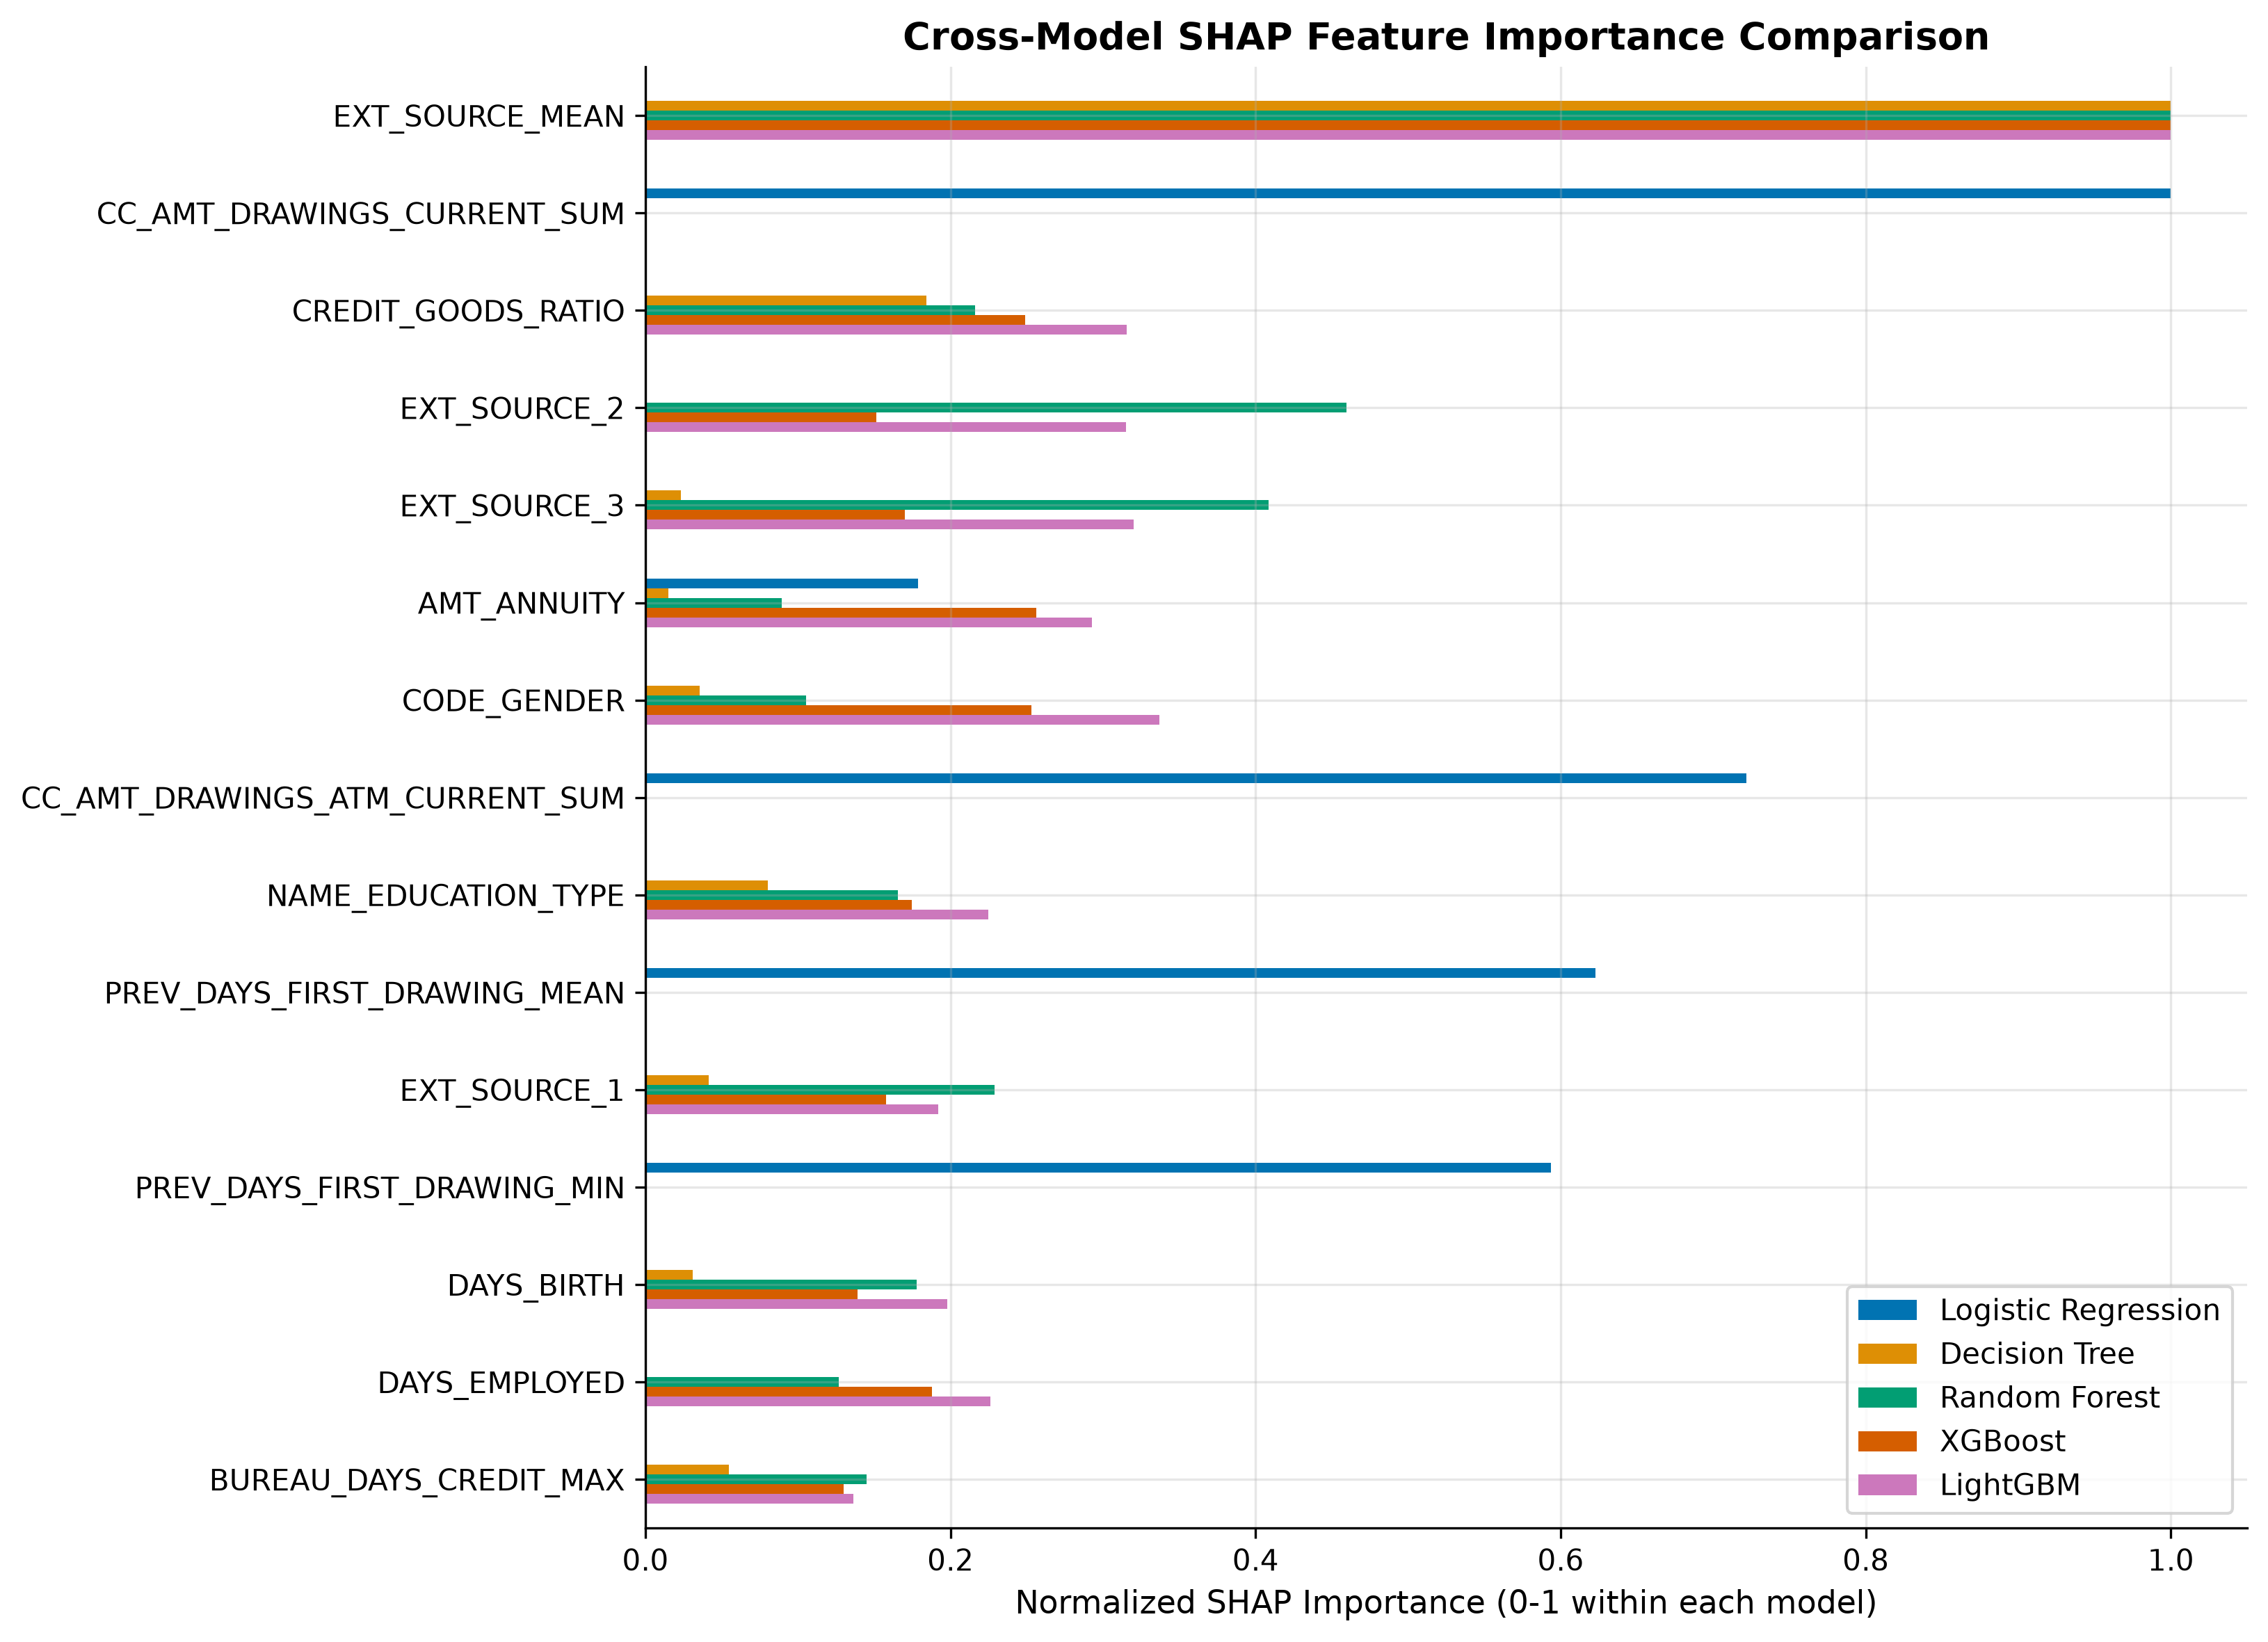 Cross-Model SHAP Feature Importance Comparison
EXT_SOURCE_MEAN
CC_AMT_DRAWINGS_CURRENT_SUM
CREDIT_GOODS_RATIO
EXT_SOURCE_2
EXT_SOURCE_3
AMT_ANNUITY
CODE_GENDER
CC_AMT_DRAWINGS_ATM_CURRENT_SUM
NAME_EDUCATION_TYPE
PREV_DAYS_FIRST_DRAWING_MEAN
EXT_SOURCE_1
PREV_DAYS_FIRST_DRAWING_MIN
DAYS_BIRTH
DAYS_EMPLOYED
BUREAU_DAYS_CREDIT_MAX
Logistic Regression
Decision Tree
Random Forest
XGBoost
LightGBM
0.0 0.2 0.4 0.6 0.8 1.0
Normalized SHAP Importance (0-1 within each model)